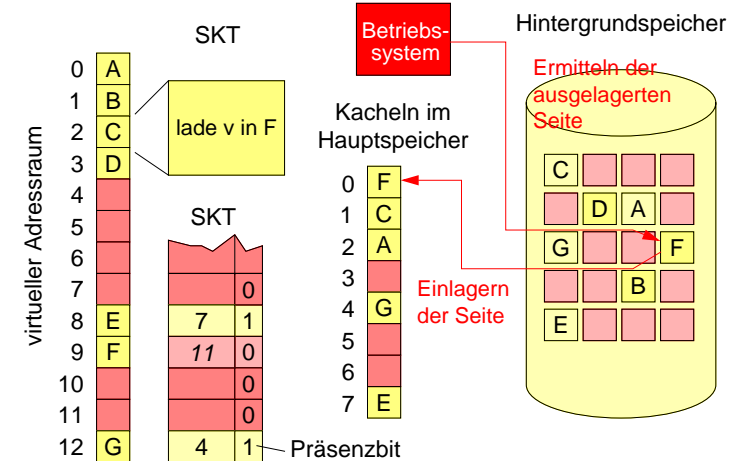 SKT
Betriebs-
system
Hintergrundspeicher
Ermitteln der
ausgelagerten
Seite
virtueller Adressraum
0 A
1 B
2 C
3 D
4
5
6
7
8 E
9 F
10
11
12 G
lade v in F
SKT
0
7 1
11 0
0
0
4 1
Präsenzbit
Kacheln im
Hauptspeicher
0 F
1 C
2 A
3
4 G
5
6
7 E
Einlagern
der Seite
C
D A
G F
B
E